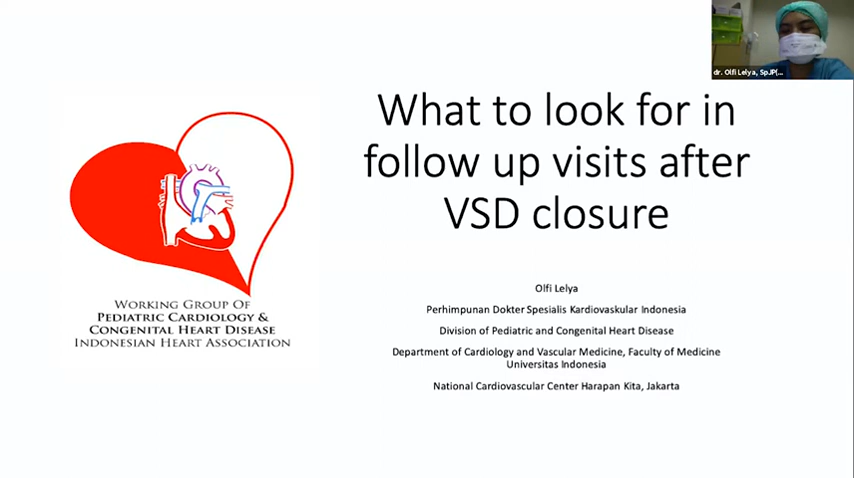 dr. Olfi Lelya, SpJP(...
What to look for in
follow up visits after
VSD closure
Olfi Lelya
Perhimpunan Dokter Spesialis Kardiovaskular Indonesia
Division of Pediatric and Congenital Heart Disease
Department of Cardiology and Vascular Medicine, Faculty of Medicine
Universitas Indonesia
National Cardiovascular Center Harapan Kita, Jakarta
WORKING GROUP OF
PEDIATRIC CARDIOLOGY &
CONGENITAL HEART DISEASE
INDONESIAN HEART ASSOCIATION